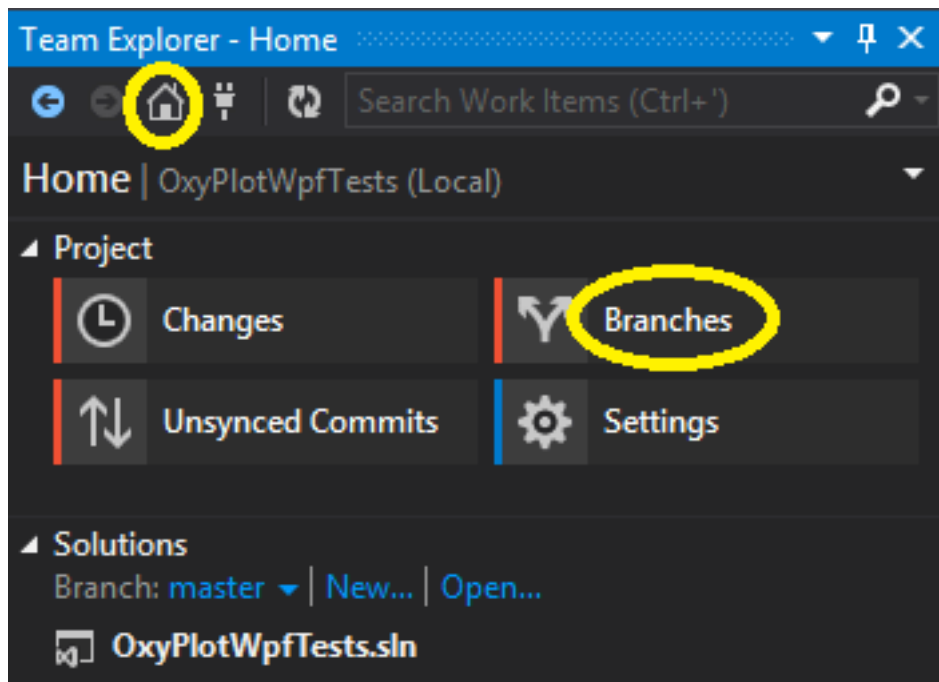 Team Explorer - Home
Search Work Items (Ctrl+')
Home | OxyPlotWpfTests (Local)
Project
Changes
Branches
Unsynced Commits
Settings
Solutions
Branch: master | New... | Open...
OxyPlotWpfTests.sln